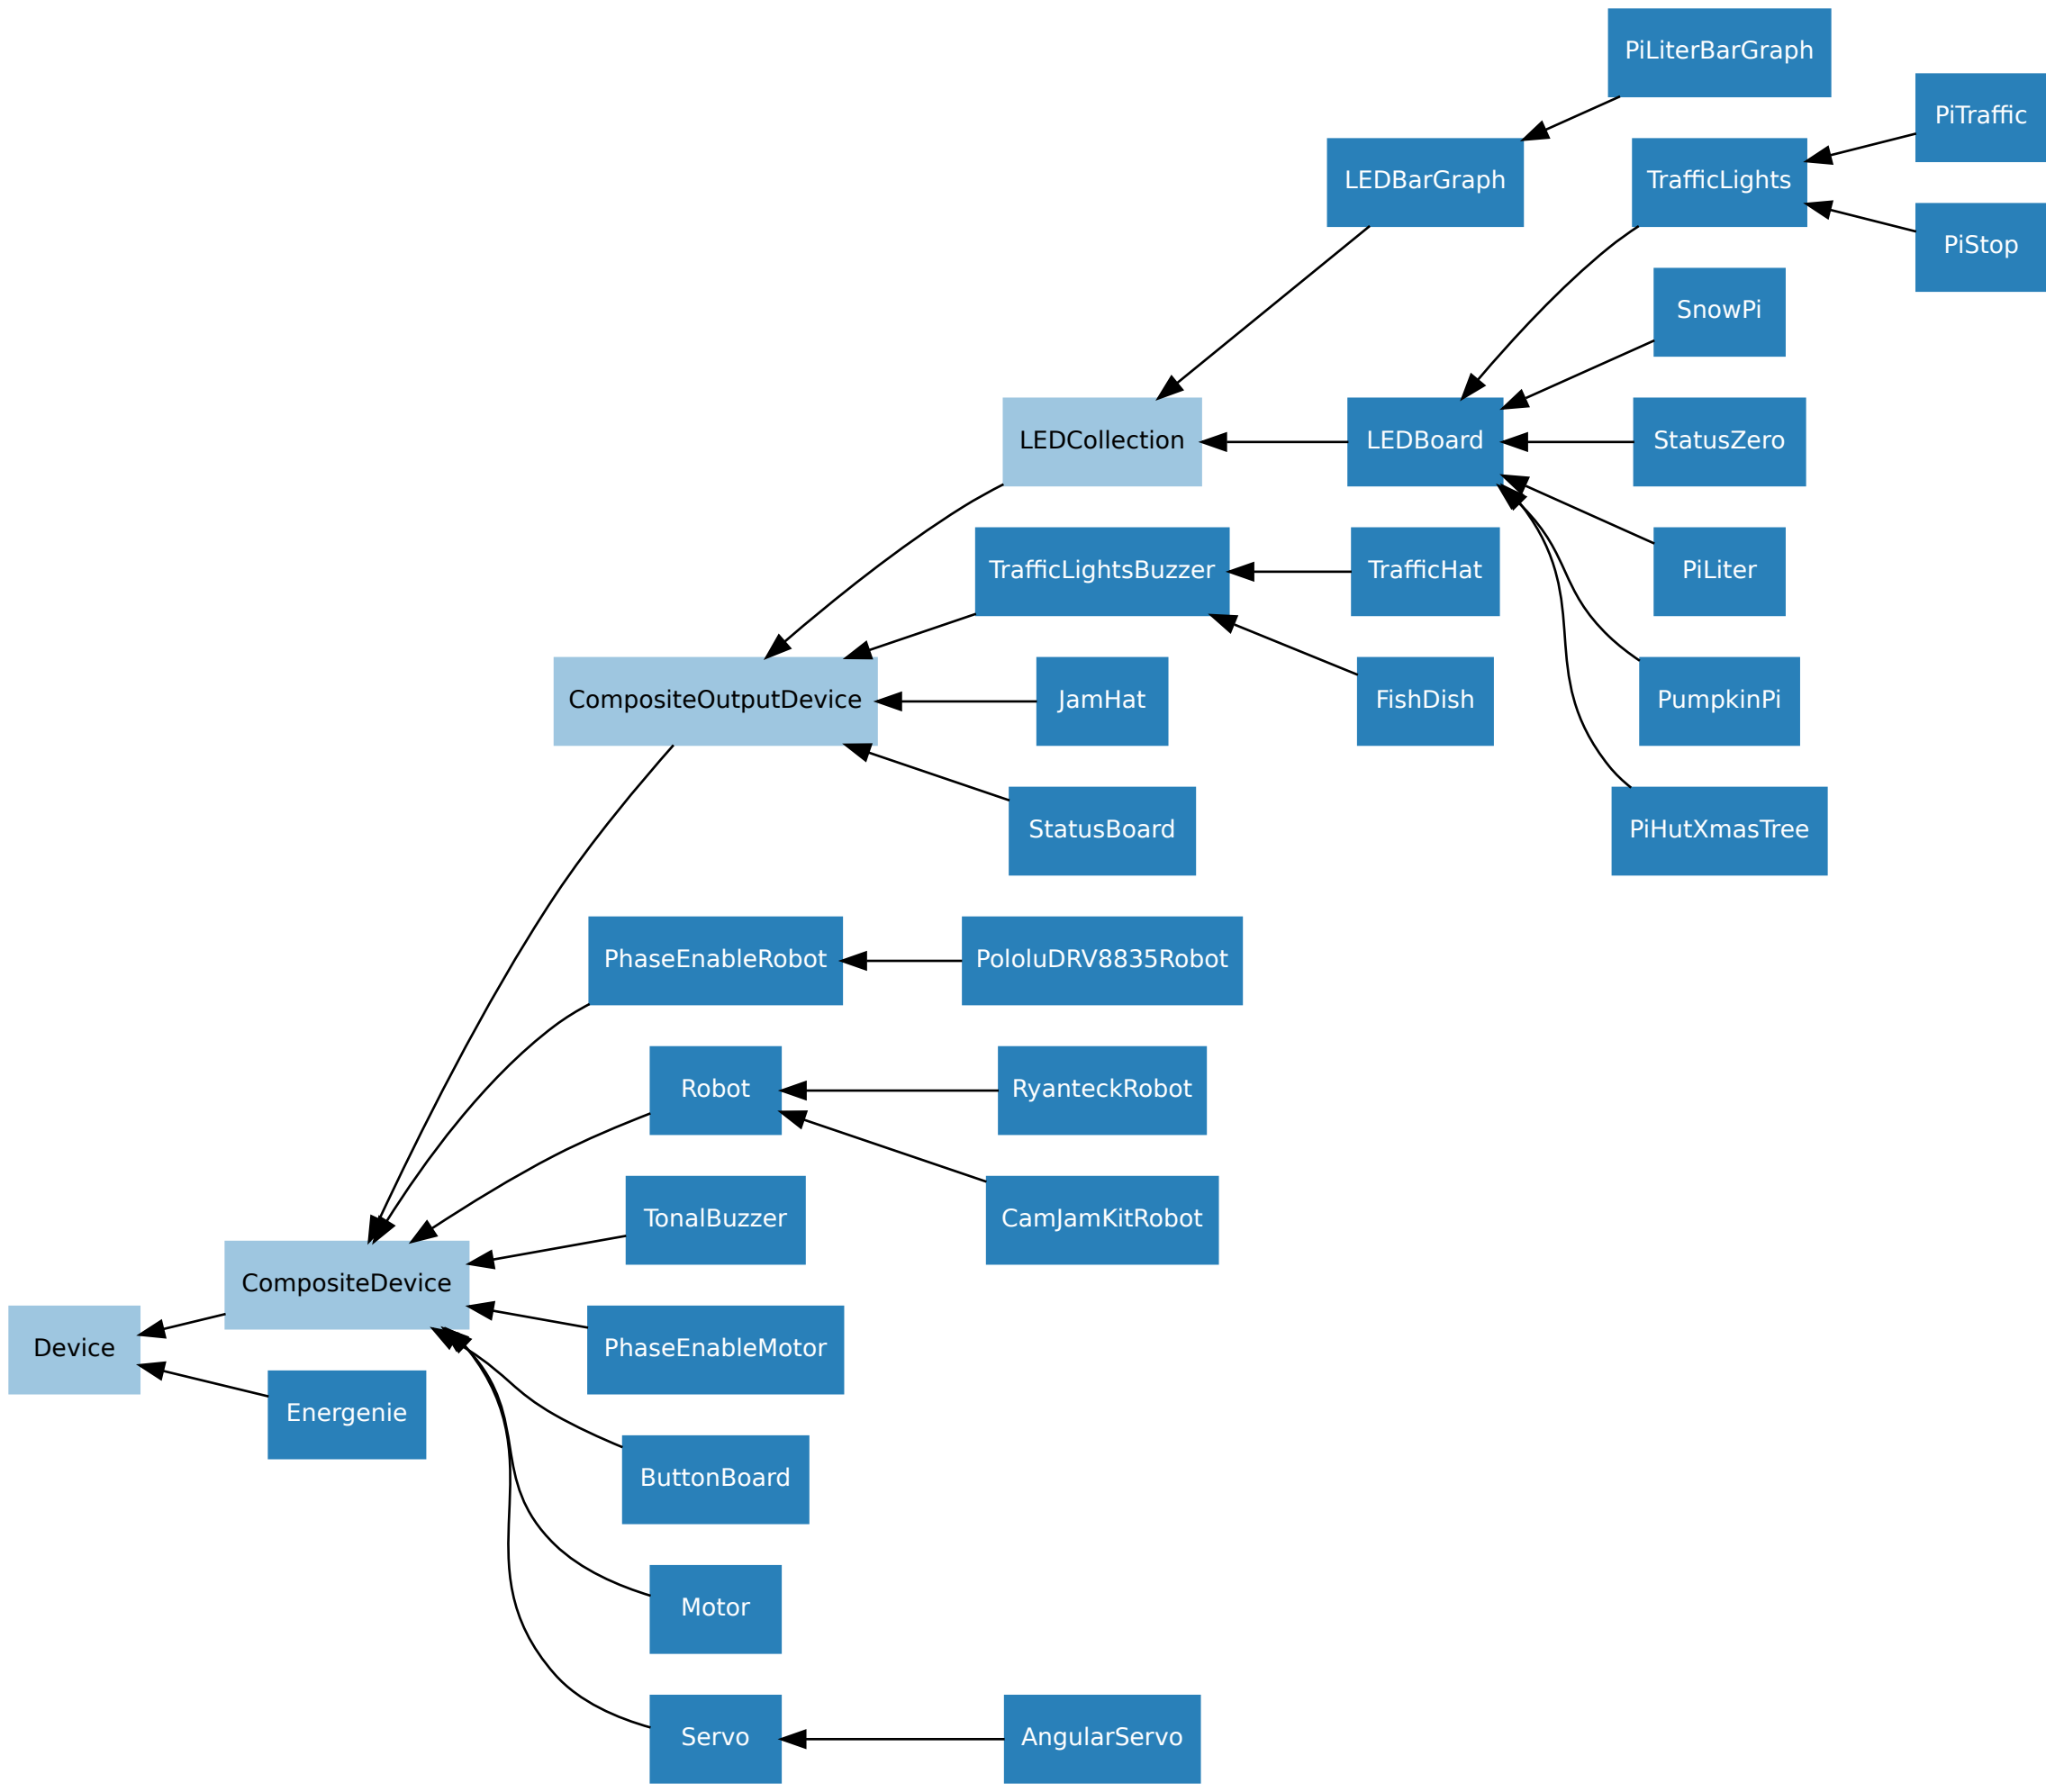 PiLiterBarGraph
PiTraffic
LEDBarGraph
TrafficLights
PiStop
SnowPi
LEDCollection
LEDBoard
StatusZero
TrafficLightsBuzzer
TrafficHat
PiLiter
CompositeOutputDevice
JamHat
FishDish
PumpkinPi
StatusBoard
PiHutXmasTree
PhaseEnableRobot
PololuDRV8835Robot
Robot
RyanteckRobot
TonalBuzzer
CamJamKitRobot
CompositeDevice
Device
PhaseEnableMotor
Energenie
ButtonBoard
Motor
Servo
AngularServo